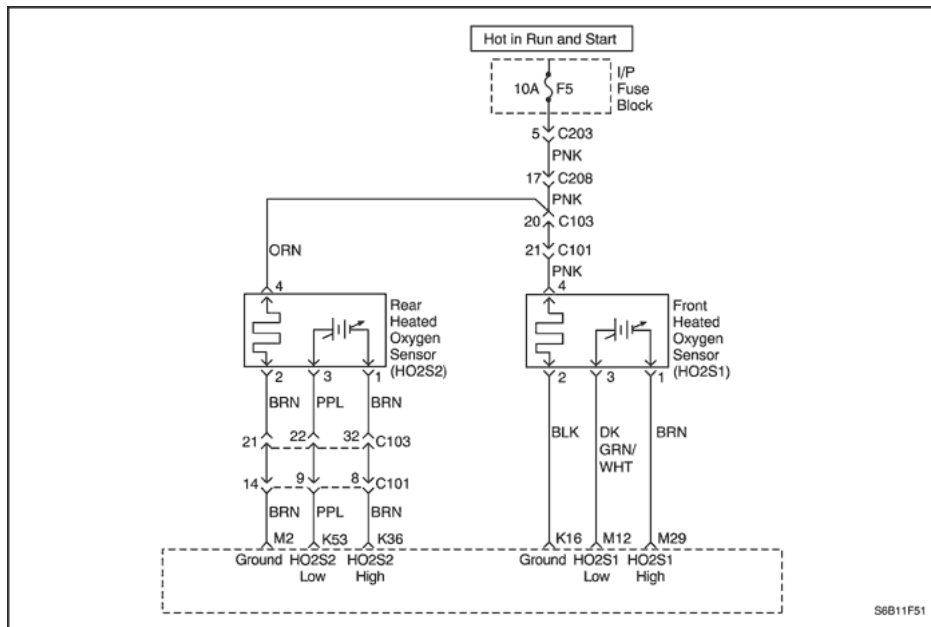 Hot in Run and Start
10A F5
I/P
Fuse
Block
5 C203
PNK
17 C208
PNK
20 C103
ORN
21 C101
PNK
4
4
Rear
Heated
Oxygen
Sensor
(HO2S2)
Front
Heated
Oxygen
Sensor
(HO2S1)
2 3 1
2 3 1
BRN PPL BRN
BLK DK GRN/WHT BRN
21 22 32 C103
14 9 8 C101
BRN PPL BRN
M2 K53 K36
K16 M12 M29
Ground HO2S2 Low HO2S2 High
Ground HO2S1 Low HO2S1 High
S6B11F51